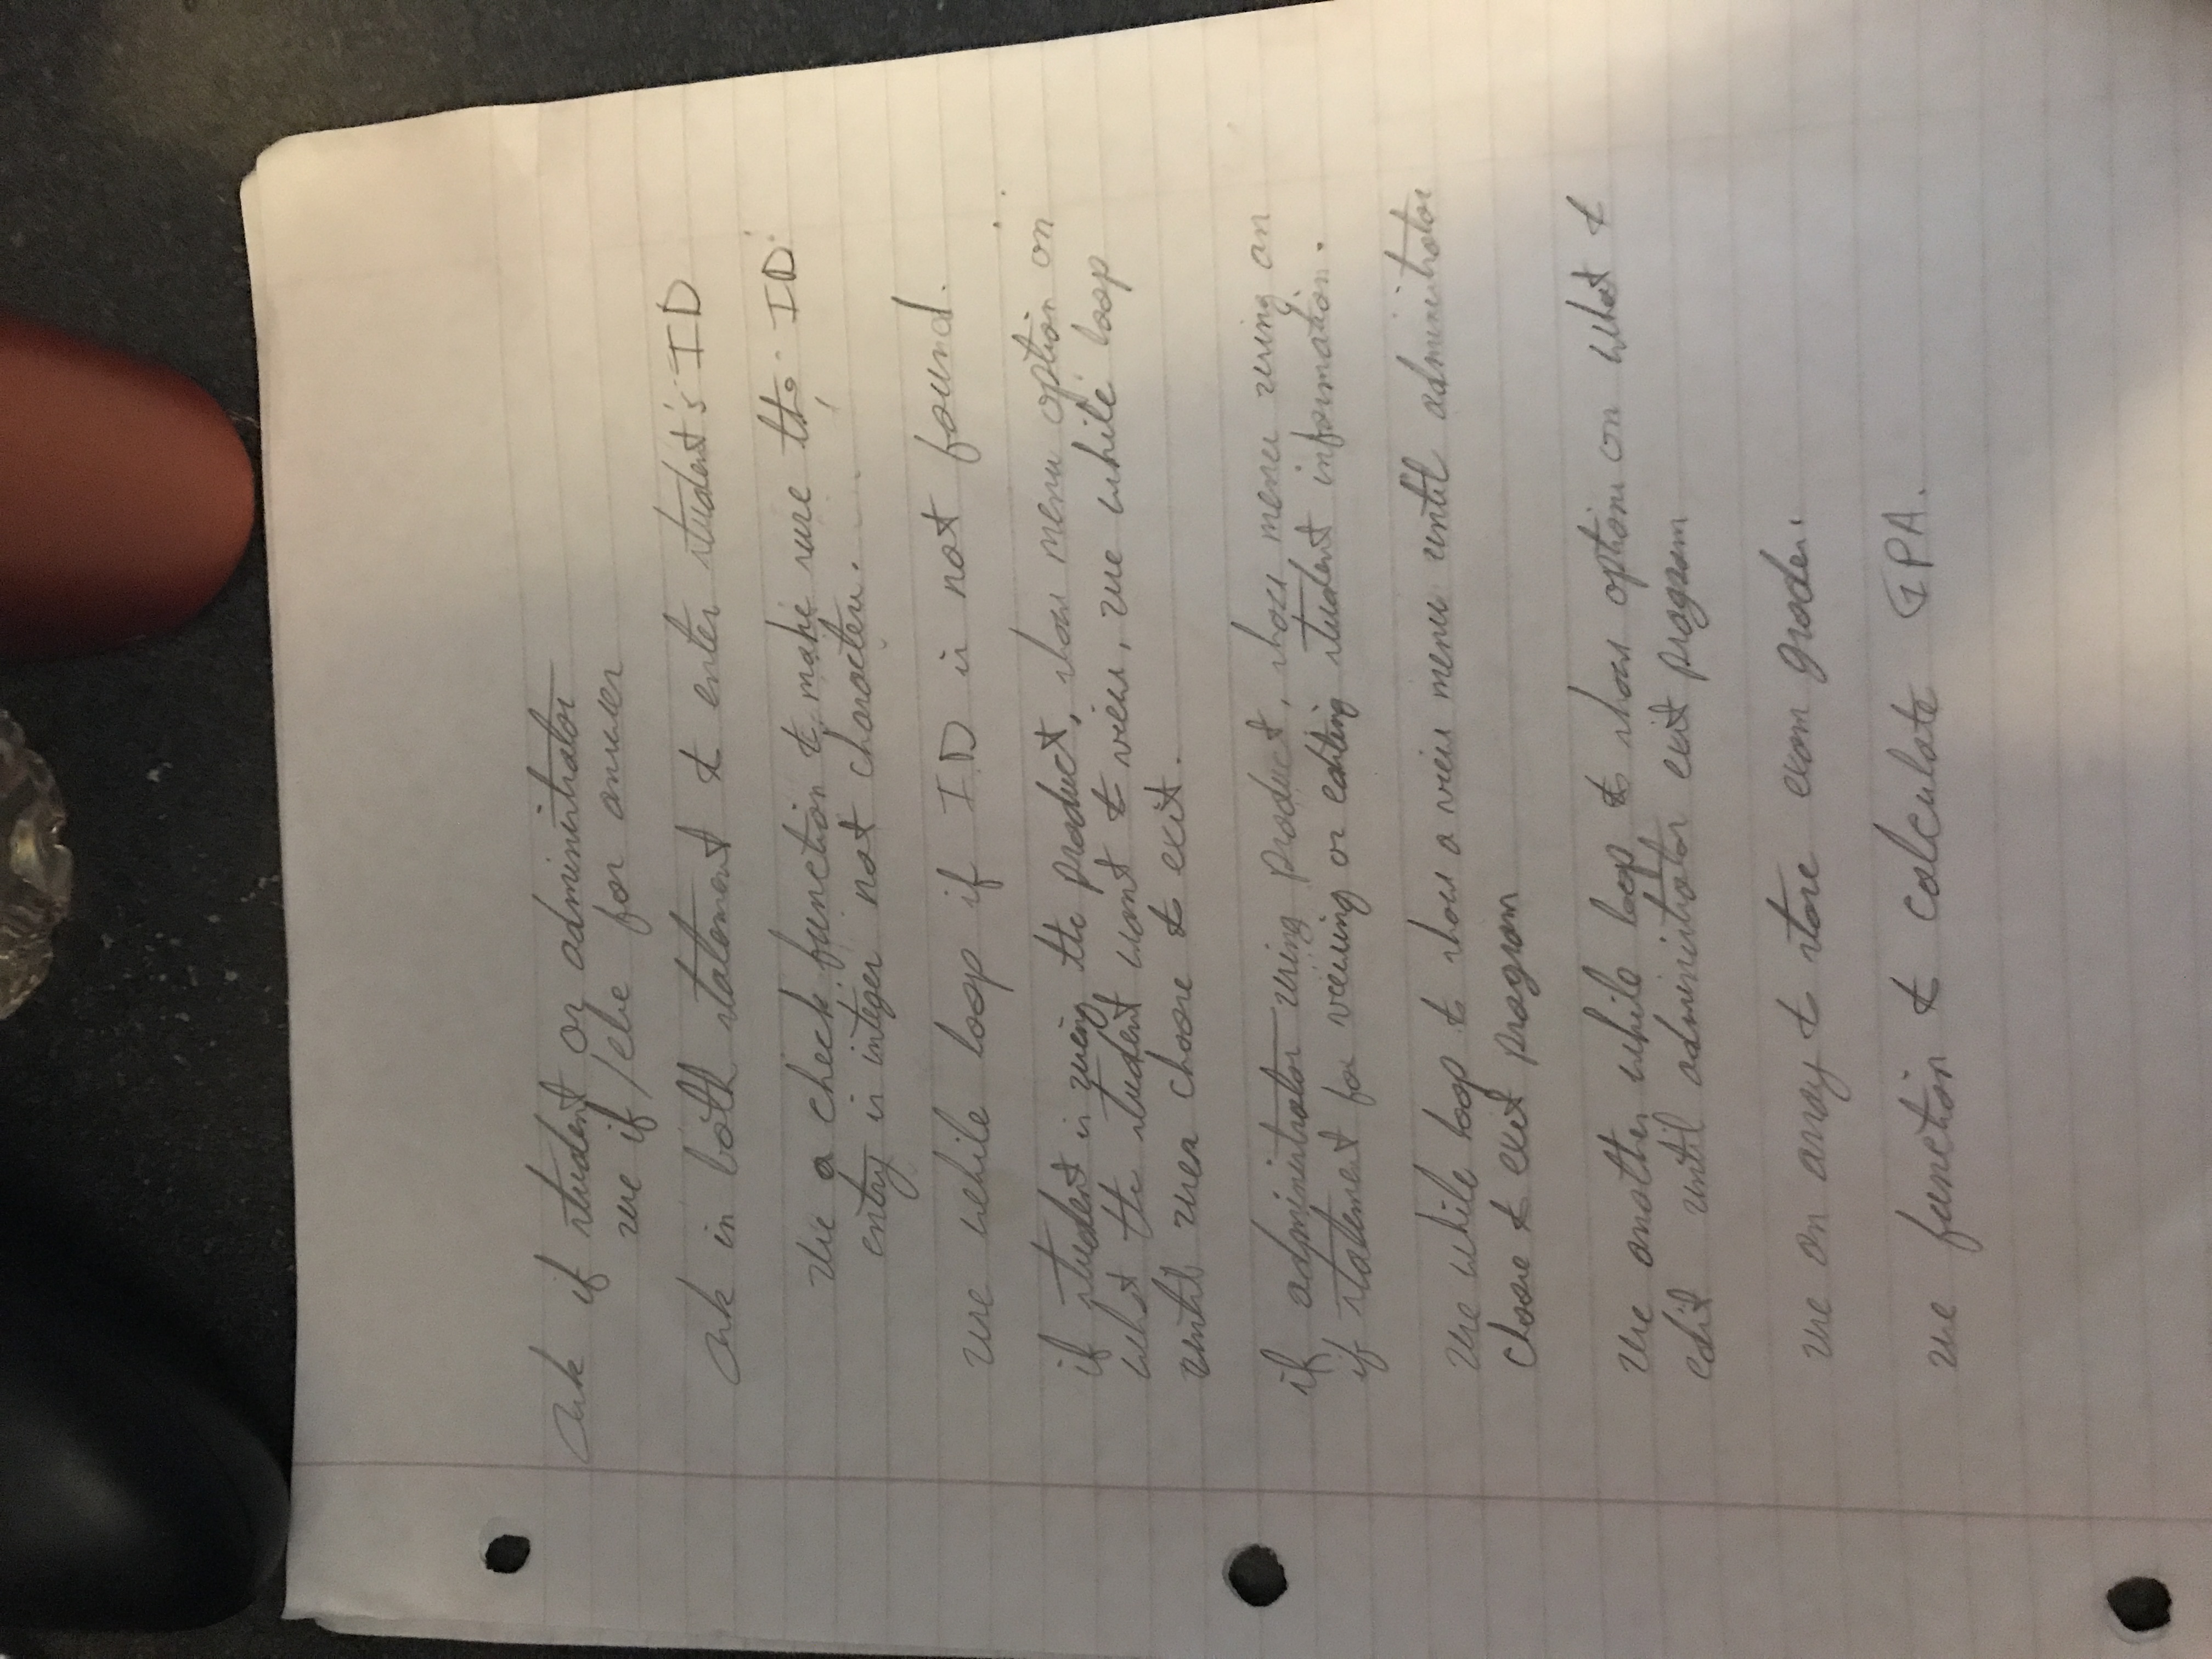 Ask if student or administrator
use if/else for answer
Ask in both statement to enter student's ID
Use a check function to make sure the ID
entry is integer not characters.
use while loop if ID is not found.
if student is using the product, show menu option on
what the student want to view, use while loop
until user choose to exit.
if administrator using product, show menu using an
if statement for viewing or editing student information.
use while loop to show a view menu until administrator
choose to exit program
use another while loop to show options on what to
edit until administrator exit program
use an array to store exam grades.
use function to calculate GPA.